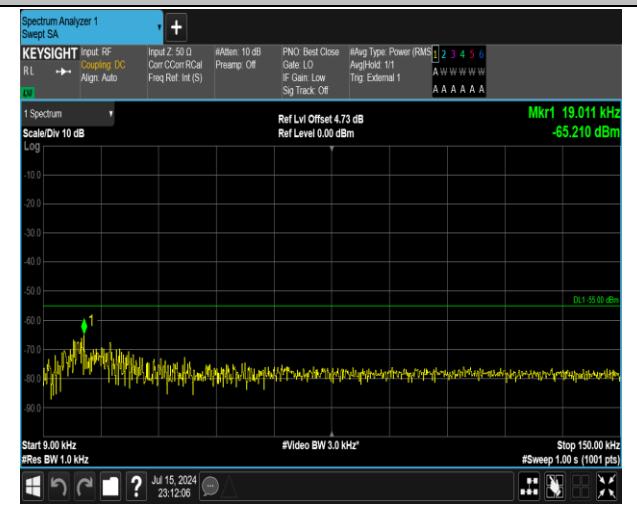 Spectrum Analyzer 1
Swept SA
+
KEYSIGHT Input: RF Input Z: 50 Ω #Atten: 10 dB PNO: Best Close #Avg Type: Power (RMS 1 2 3 4 5 6
RL Coupling: DC Corr CCorr RCal Preamp: Off Gate: LO Avg|Hold: 1/1 A W W W W W
Align: Auto Freq Ref: Int (S) IF Gain: Low Trig: External 1
LW Sig Track: Off A A A A A A
1 Spectrum Ref Lvl Offset 4.73 dB Mkr1 19.011 kHz
Scale/Div 10 dB Ref Level 0.00 dBm -65.210 dBm
Log
-10.0
-20.0
-30.0
-40.0
-50.0
DL1 -55.00 dBm
-60.0
1
-70.0
-80.0
-90.0
Start 9.00 kHz #Video BW 3.0 kHz* Stop 150.00 kHz
#Res BW 1.0 kHz #Sweep 1.00 s (1001 pts)
? Jul 15, 2024
23:12:06